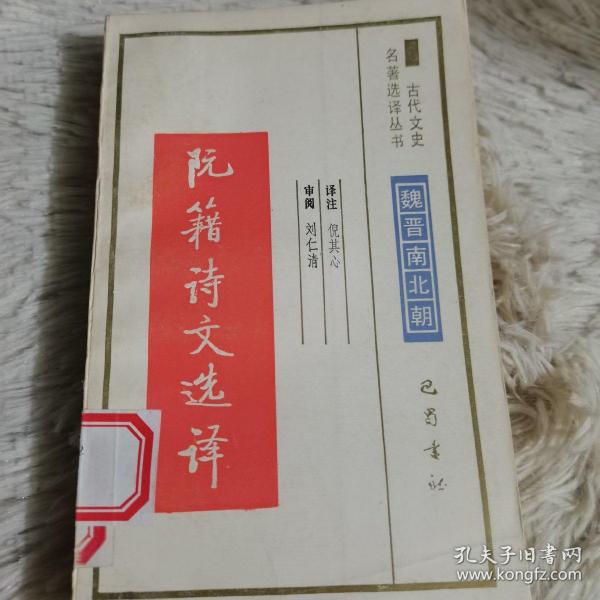 古代文史
名著选译丛书
魏晋南北朝
巴蜀书社
译注 倪其心
审阅 刘仁清
阮籍诗文选译
孔夫子旧书网
www.kongfz.com